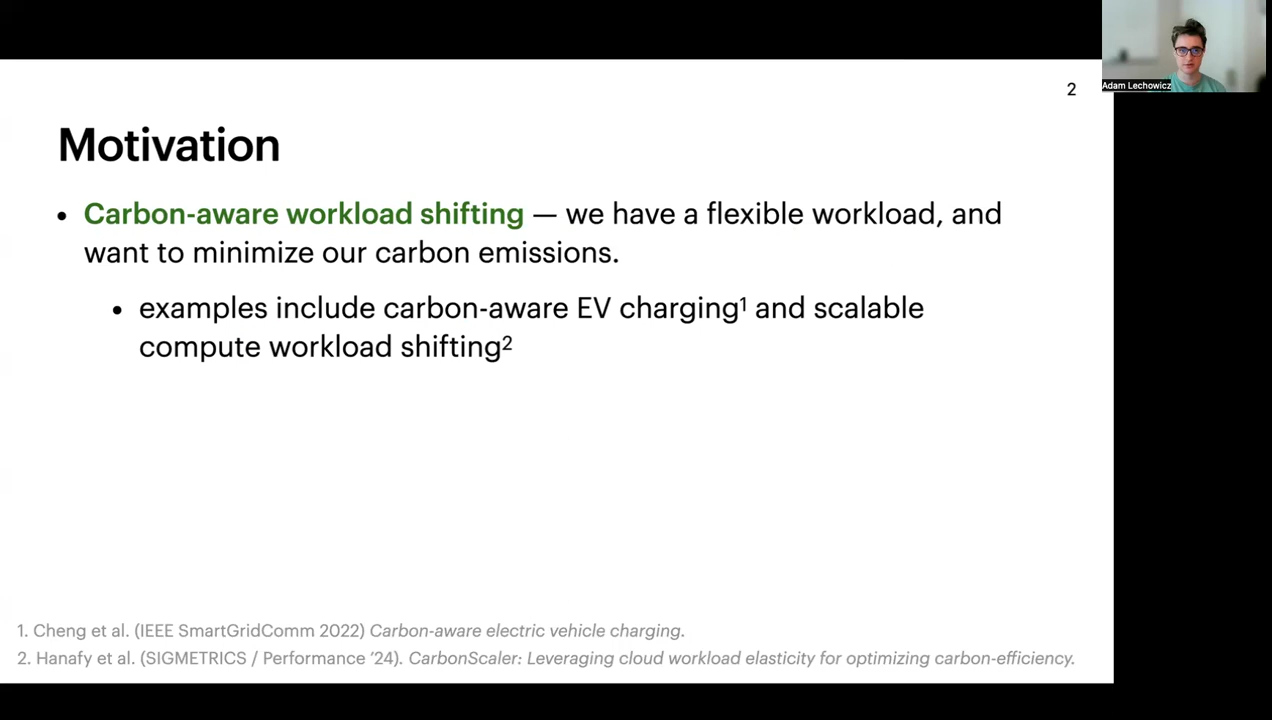 Adam Lechowicz
2
Motivation
• Carbon-aware workload shifting — we have a flexible workload, and
want to minimize our carbon emissions.
• examples include carbon-aware EV charging¹ and scalable
compute workload shifting²
1. Cheng et al. (IEEE SmartGridComm 2022) Carbon-aware electric vehicle charging.
2. Hanafy et al. (SIGMETRICS / Performance ’24). CarbonScaler: Leveraging cloud workload elasticity for optimizing carbon-efficiency.